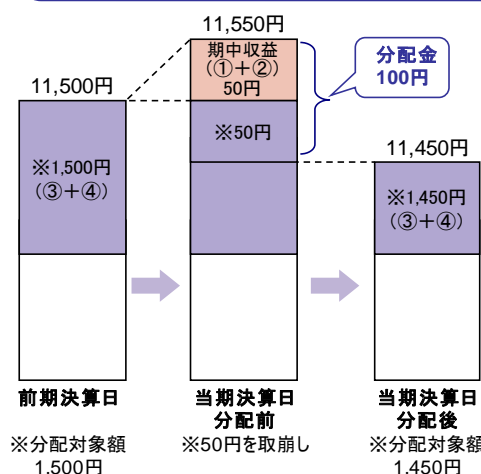 11,550円
期中収益
(①+②)
50円
分配金
100円
11,500円
※50円
11,450円
※1,500円
(③+④)
※1,450円
(③+④)
前期決算日
当期決算日
分配前
当期決算日
分配後
※分配対象額
1,500円
※50円を取崩し
※分配対象額
1,450円